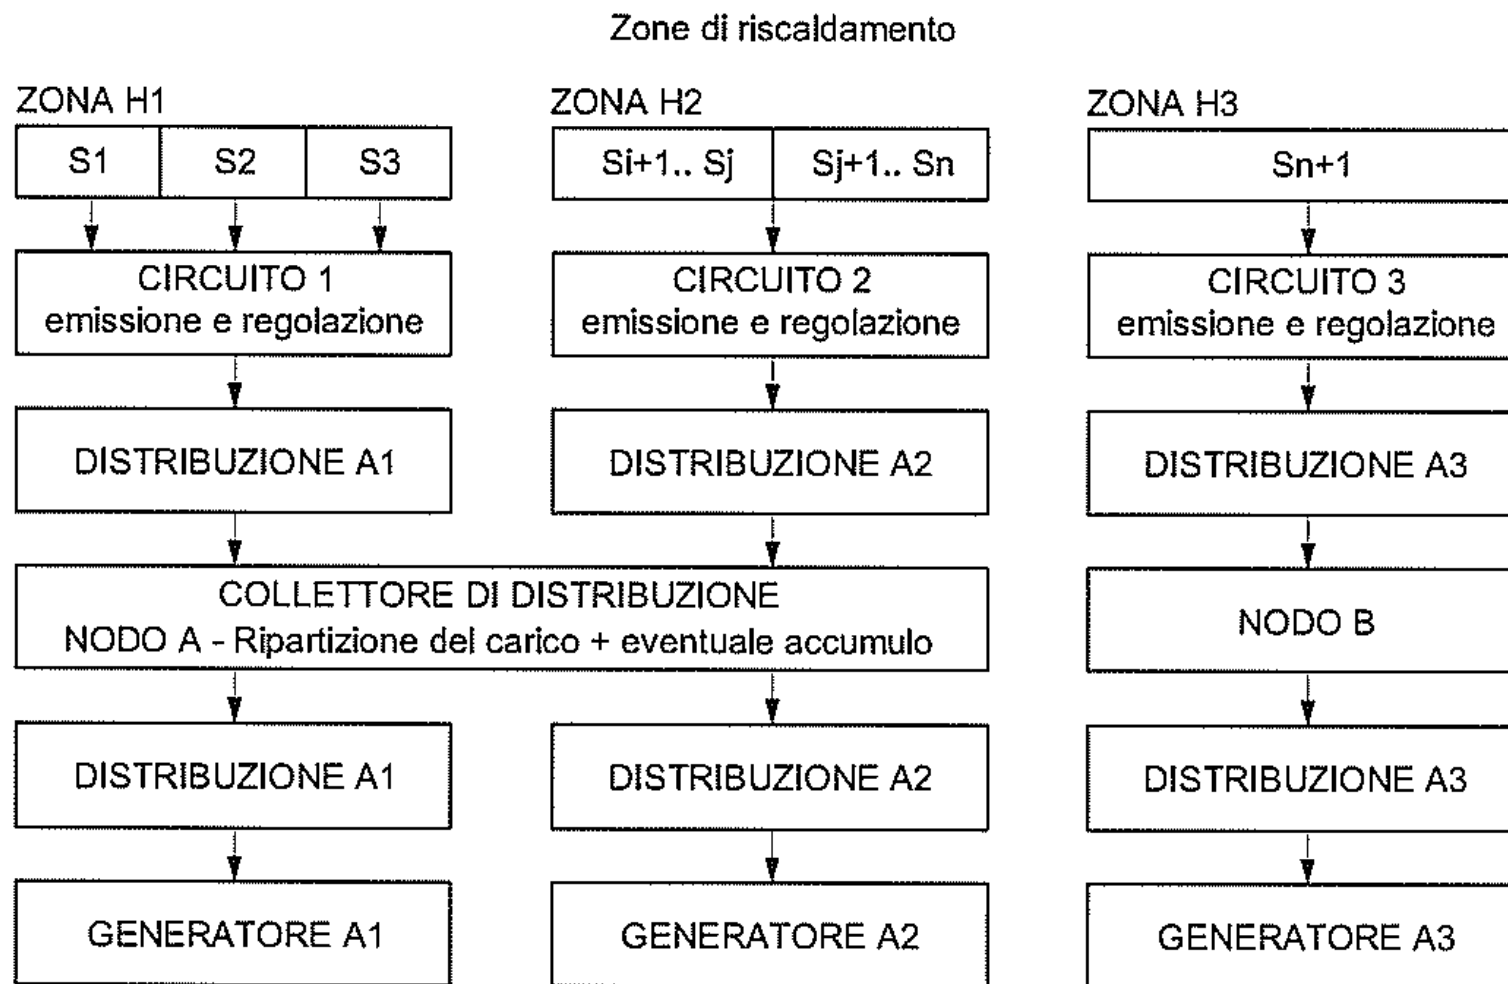 Zone di riscaldamento
ZONA H1
ZONA H2
ZONA H3
S1
S2
S3
Si+1.. Sj
Sj+1.. Sn
Sn+1
CIRCUITO 1
emissione e regolazione
CIRCUITO 2
emissione e regolazione
CIRCUITO 3
emissione e regolazione
DISTRIBUZIONE A1
DISTRIBUZIONE A2
DISTRIBUZIONE A3
COLLETTORE DI DISTRIBUZIONE
NODO A - Ripartizione del carico + eventuale accumulo
NODO B
DISTRIBUZIONE A1
DISTRIBUZIONE A2
DISTRIBUZIONE A3
GENERATORE A1
GENERATORE A2
GENERATORE A3